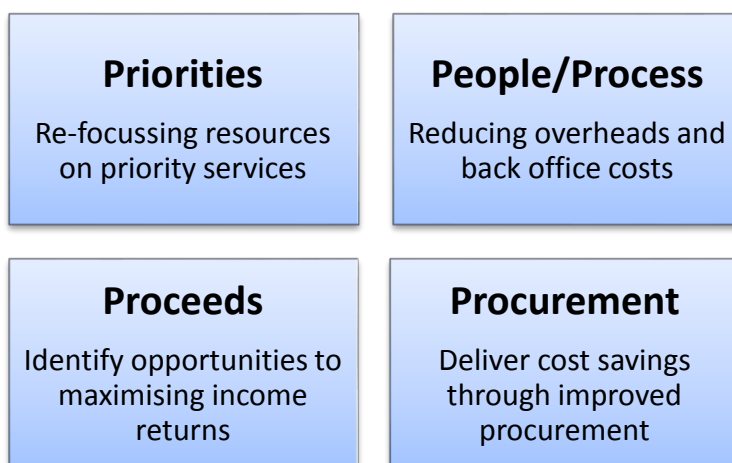 Priorities
Re-focussing resources
on priority services
People/Process
Reducing overheads and
back office costs
Proceeds
Identify opportunities to
maximising income
returns
Procurement
Deliver cost savings
through improved
procurement